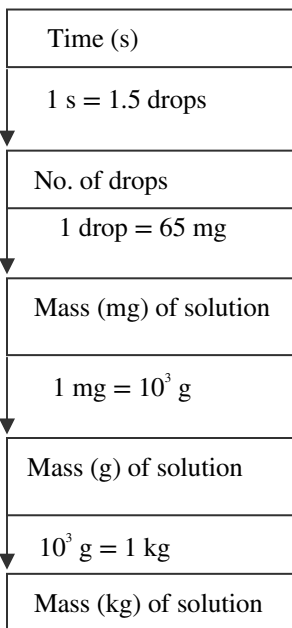 Time (s)
1 s = 1.5 drops
No. of drops
1 drop = 65 mg
Mass (mg) of solution
1 mg = 10³ g
Mass (g) of solution
10³ g = 1 kg
Mass (kg) of solution